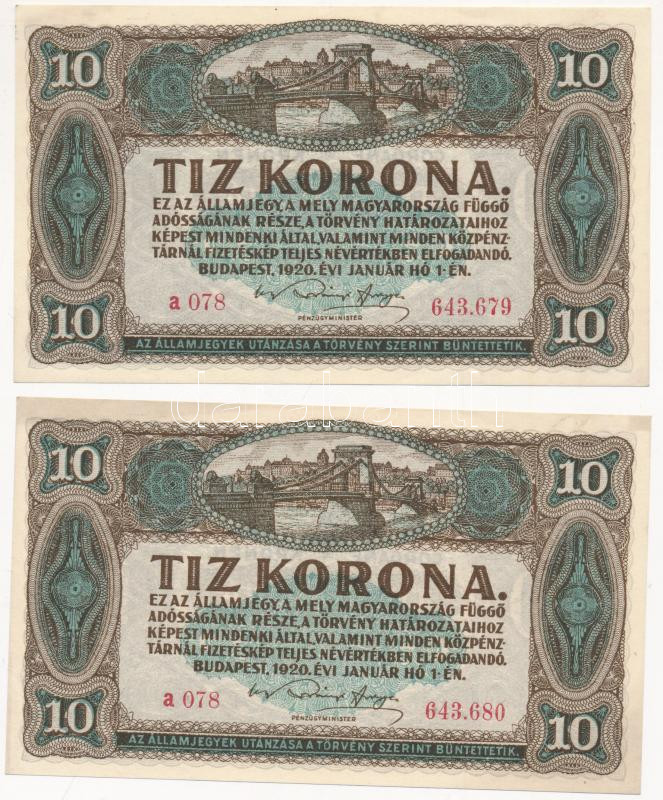 10 10
TIZ KORONA.
EZ AZ ÁLLAMJEGY, A MELY MAGYARORSZÁG FÜGGŐ
ADÓSSÁGÁNAK RÉSZE, A TÖRVÉNY HATÁROZATAIHOZ
KÉPEST MINDENKI ÁLTAL, VALAMINT MINDEN KÖZPÉNZ-
TÁRNÁL FIZETÉSKÉP TELJES NÉVÉRTÉKBEN ELFOGADANDÓ.
BUDAPEST, 1920. ÉVI JANUÁR HÓ 1-ÉN.
a 078 643.679
PÉNZÜGYMINISTER
10 10
AZ ÁLLAMJEGYEK UTÁNZÁSA A TÖRVÉNY SZERINT BÜNTETTETIK.
darabanth
10 10
TIZ KORONA.
EZ AZ ÁLLAMJEGY, A MELY MAGYARORSZÁG FÜGGŐ
ADÓSSÁGÁNAK RÉSZE, A TÖRVÉNY HATÁROZATAIHOZ
KÉPEST MINDENKI ÁLTAL, VALAMINT MINDEN KÖZPÉNZ-
TÁRNÁL FIZETÉSKÉP TELJES NÉVÉRTÉKBEN ELFOGADANDÓ.
BUDAPEST, 1920. ÉVI JANUÁR HÓ 1-ÉN.
a 078 643.680
PÉNZÜGYMINISTER
10 10
AZ ÁLLAMJEGYEK UTÁNZÁSA A TÖRVÉNY SZERINT BÜNTETTETIK.